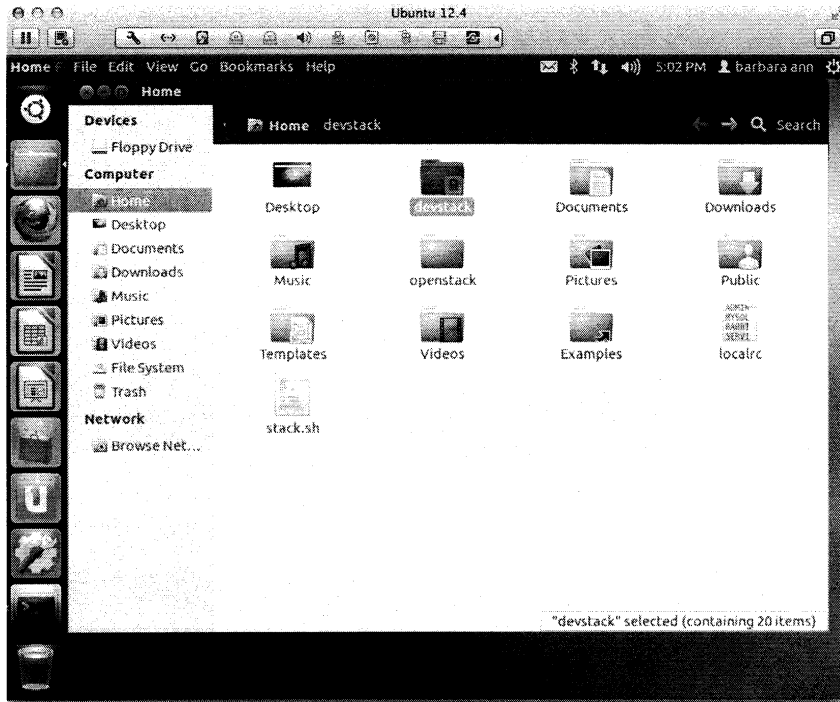 Ubuntu 12.4
Home File Edit View Go Bookmarks Help 5:02 PM barbara ann
Home
Devices
Floppy Drive
Computer
Home
Desktop
Documents
Downloads
Music
Pictures
Videos
File System
Trash
Network
Browse Net...
Home devstack Search
Desktop devstack Documents Downloads
Music openstack Pictures Public
Templates Videos Examples localrc
stack.sh
"devstack" selected (containing 20 items)